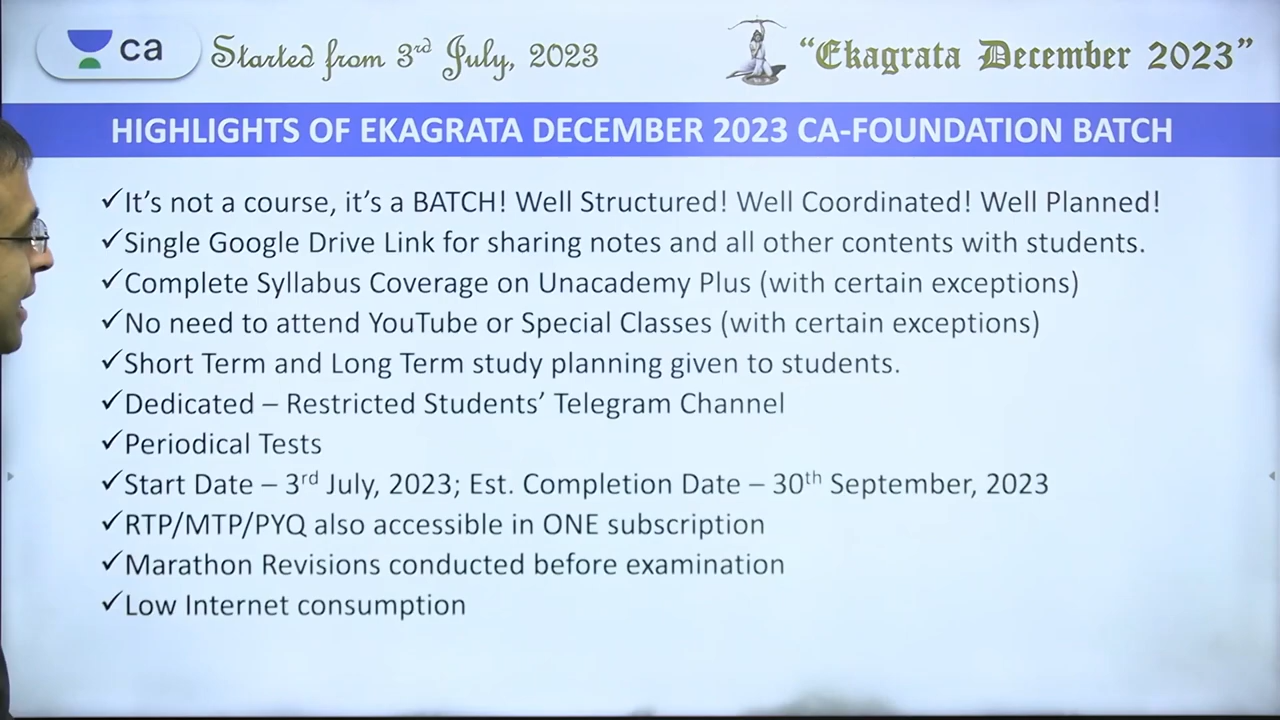 ca
Started from 3rd July, 2023
“Ekagrata December 2023”
HIGHLIGHTS OF EKAGRATA DECEMBER 2023 CA-FOUNDATION BATCH
✓It’s not a course, it’s a BATCH! Well Structured! Well Coordinated! Well Planned!
✓Single Google Drive Link for sharing notes and all other contents with students.
✓Complete Syllabus Coverage on Unacademy Plus (with certain exceptions)
✓No need to attend YouTube or Special Classes (with certain exceptions)
✓Short Term and Long Term study planning given to students.
✓Dedicated – Restricted Students’ Telegram Channel
✓Periodical Tests
✓Start Date – 3rd July, 2023; Est. Completion Date – 30th September, 2023
✓RTP/MTP/PYQ also accessible in ONE subscription
✓Marathon Revisions conducted before examination
✓Low Internet consumption